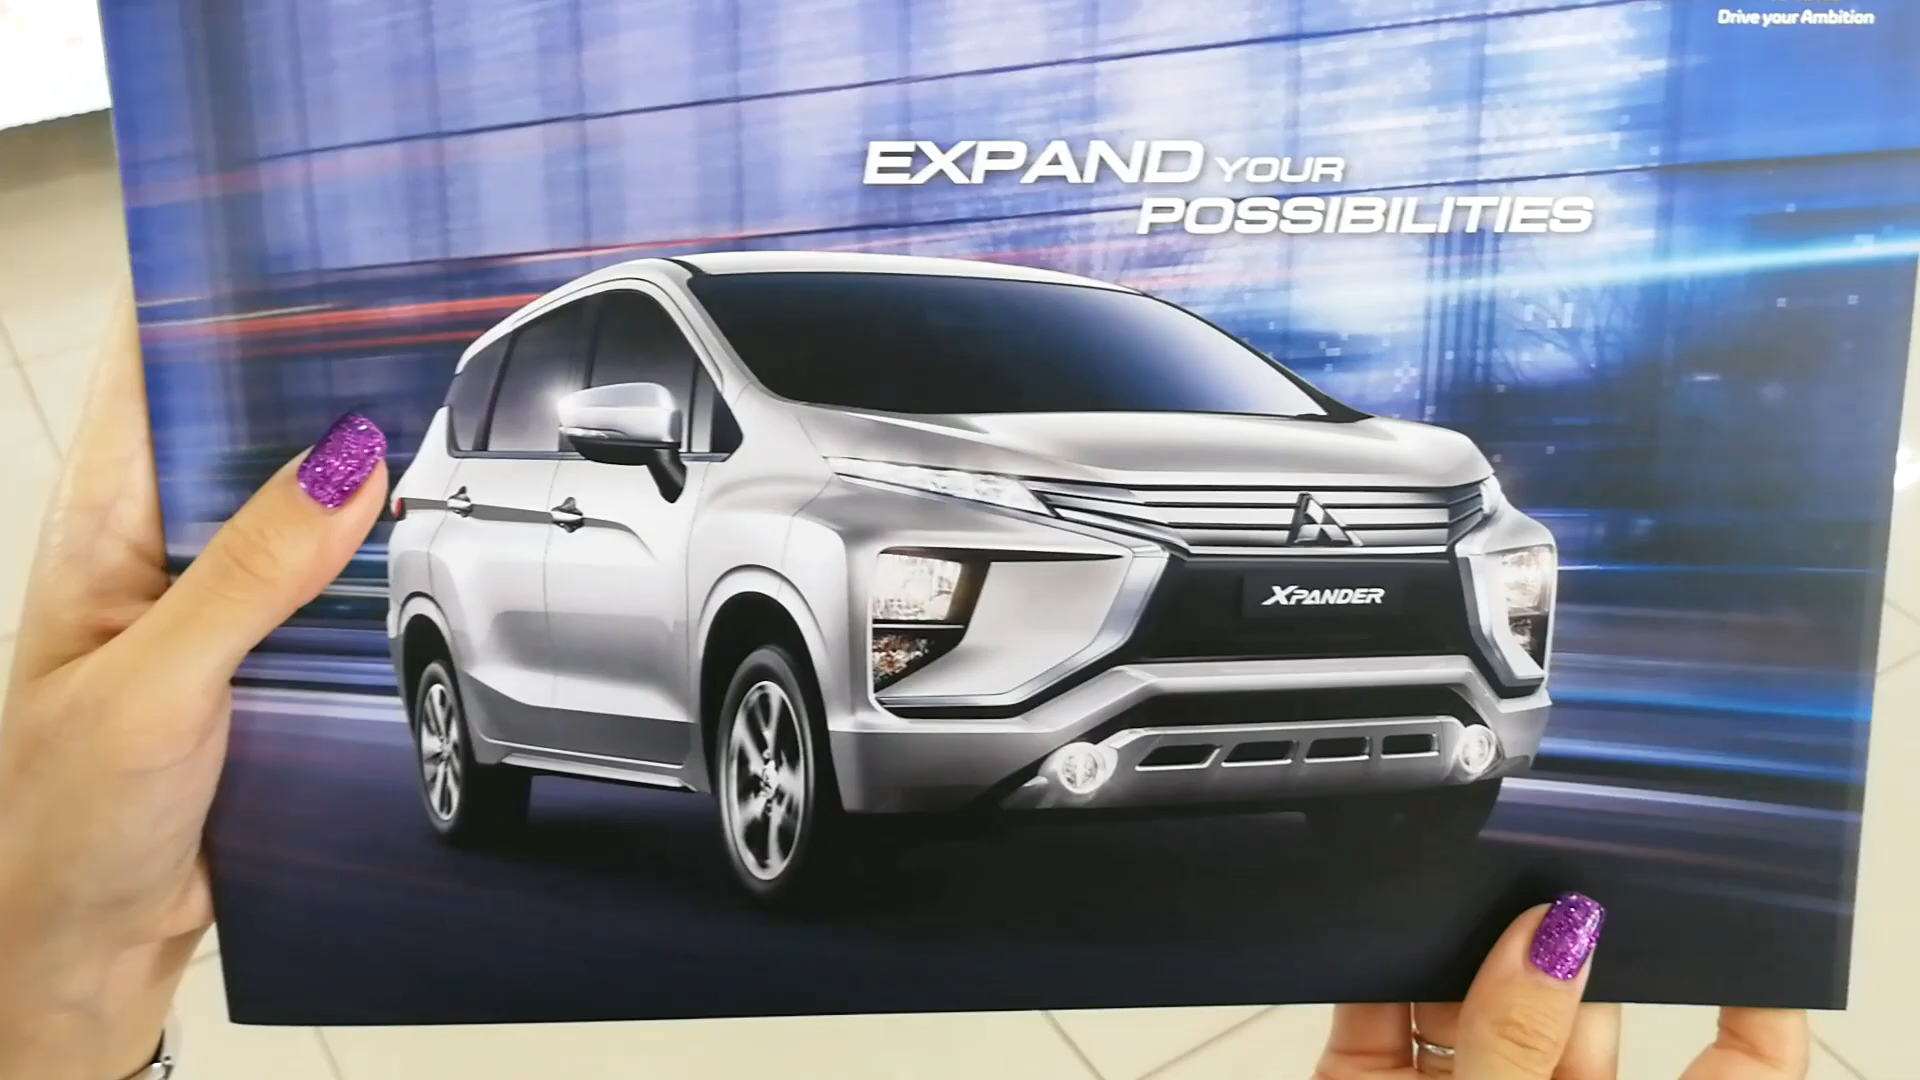 Drive your Ambition
EXPAND YOUR
POSSIBILITIES
XPANDER